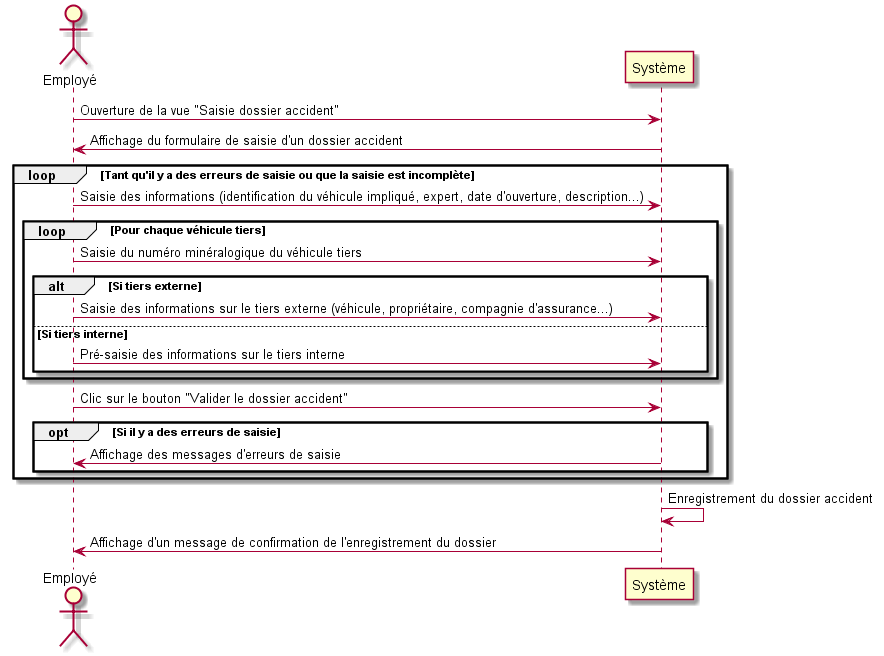 Employé
Système
Ouverture de la vue "Saisie dossier accident"
Affichage du formulaire de saisie d'un dossier accident
loop [Tant qu'il y a des erreurs de saisie ou que la saisie est incomplète]
Saisie des informations (identification du véhicule impliqué, expert, date d'ouverture, description...)
loop [Pour chaque véhicule tiers]
Saisie du numéro minéralogique du véhicule tiers
alt [Si tiers externe]
Saisie des informations sur le tiers externe (véhicule, propriétaire, compagnie d'assurance...)
[Si tiers interne]
Pré-saisie des informations sur le tiers interne
Clic sur le bouton "Valider le dossier accident"
opt [Si il y a des erreurs de saisie]
Affichage des messages d'erreurs de saisie
Enregistrement du dossier accident
Affichage d'un message de confirmation de l'enregistrement du dossier
Employé
Système